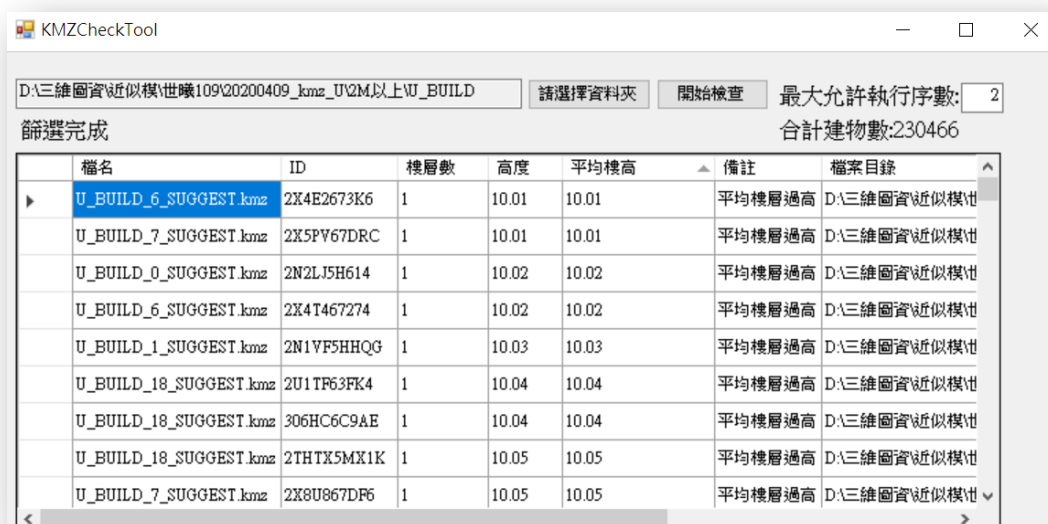 KMZCheckTool
D:\三維圖資\近似模\世曦109\20200409_kmz_U\2M以上\U_BUILD 請選擇資料夾 開始檢查 最大允許執行序數: 2
篩選完成 合計建物數:230466
檔名 ID 樓層數 高度 平均樓高 備註 檔案目錄
U_BUILD_6_SUGGEST.kmz 2X4E2673K6 1 10.01 10.01 平均樓層過高 D:\三維圖資\近似模\世
U_BUILD_7_SUGGEST.kmz 2X5PV67DRC 1 10.01 10.01 平均樓層過高 D:\三維圖資\近似模\世
U_BUILD_0_SUGGEST.kmz 2N2LJ5H614 1 10.02 10.02 平均樓層過高 D:\三維圖資\近似模\世
U_BUILD_6_SUGGEST.kmz 2X4T467274 1 10.02 10.02 平均樓層過高 D:\三維圖資\近似模\世
U_BUILD_1_SUGGEST.kmz 2N1VF5HHQG 1 10.03 10.03 平均樓層過高 D:\三維圖資\近似模\世
U_BUILD_18_SUGGEST.kmz 2U1TF63FK4 1 10.04 10.04 平均樓層過高 D:\三維圖資\近似模\世
U_BUILD_18_SUGGEST.kmz 306HC6C9AE 1 10.04 10.04 平均樓層過高 D:\三維圖資\近似模\世
U_BUILD_18_SUGGEST.kmz 2THTX5MX1K 1 10.05 10.05 平均樓層過高 D:\三維圖資\近似模\世
U_BUILD_7_SUGGEST.kmz 2X8U867DF6 1 10.05 10.05 平均樓層過高 D:\三維圖資\近似模\世